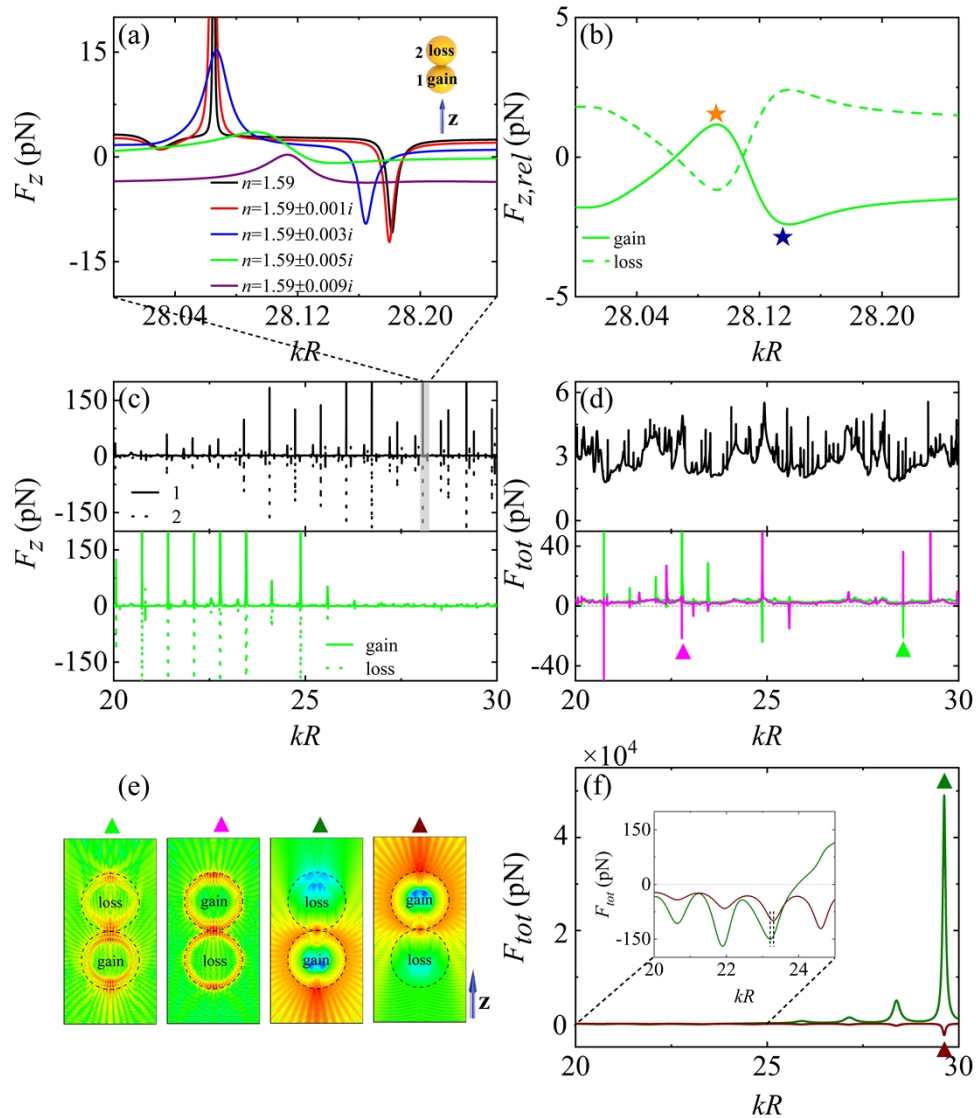 (a)
15
0
-15
F_z (pN)
2 loss
1 gain
z
n=1.59
n=1.59±0.001i
n=1.59±0.003i
n=1.59±0.005i
n=1.59±0.009i
28.04 28.12 28.20
kR
(b)
5
0
-5
F_z,rel (pN)
gain
loss
28.04 28.12 28.20
kR
(c)
150
0
-150
1
2
F_z (pN)
150
0
-150
gain
loss
20 25 30
kR
(d)
6
3
0
F_tot (pN)
40
0
-40
20 25 30
kR
(e)
loss
gain
gain
loss
loss
gain
gain
loss
z
(f)
×10^4
4
2
0
F_tot (pN)
150
0
-150
F_tot (pN)
20 22 24
kR
20 25 30
kR